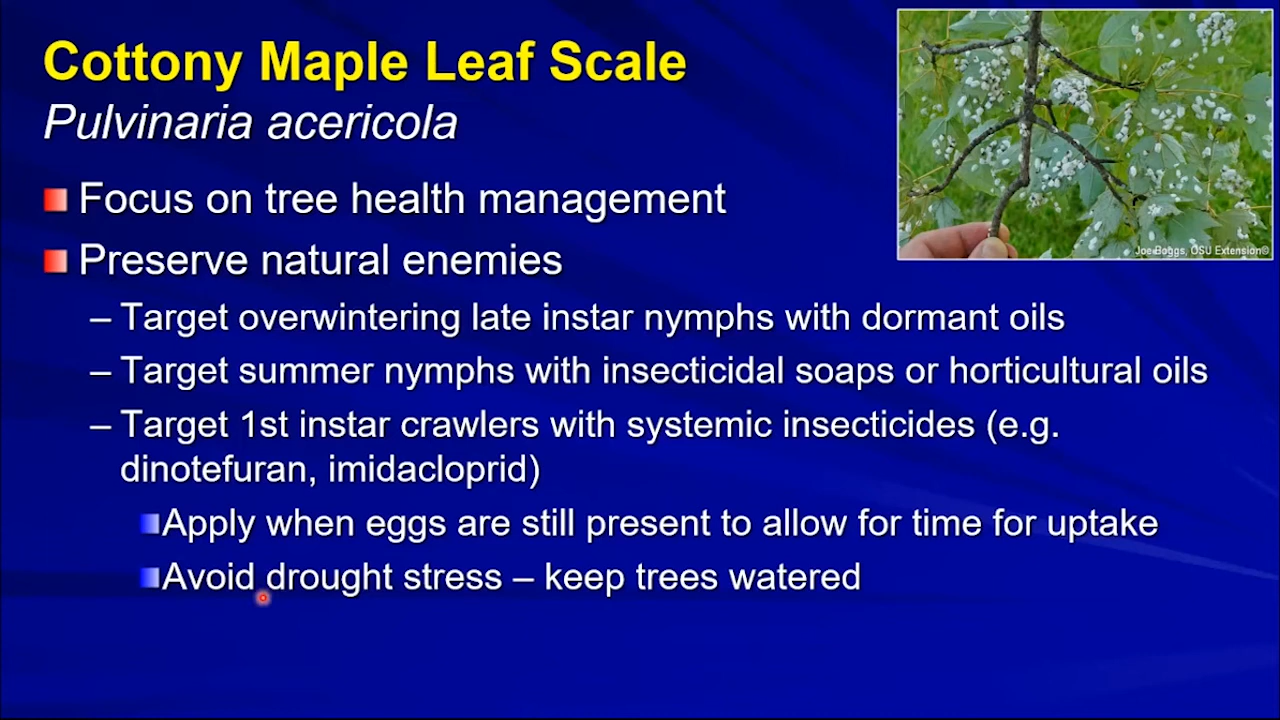 Cottony Maple Leaf Scale
Pulvinaria acericola
Focus on tree health management
Preserve natural enemies
– Target overwintering late instar nymphs with dormant oils
– Target summer nymphs with insecticidal soaps or horticultural oils
– Target 1st instar crawlers with systemic insecticides (e.g.
dinotefuran, imidacloprid)
Apply when eggs are still present to allow for time for uptake
Avoid drought stress – keep trees watered
Joe Boggs, OSU Extension©